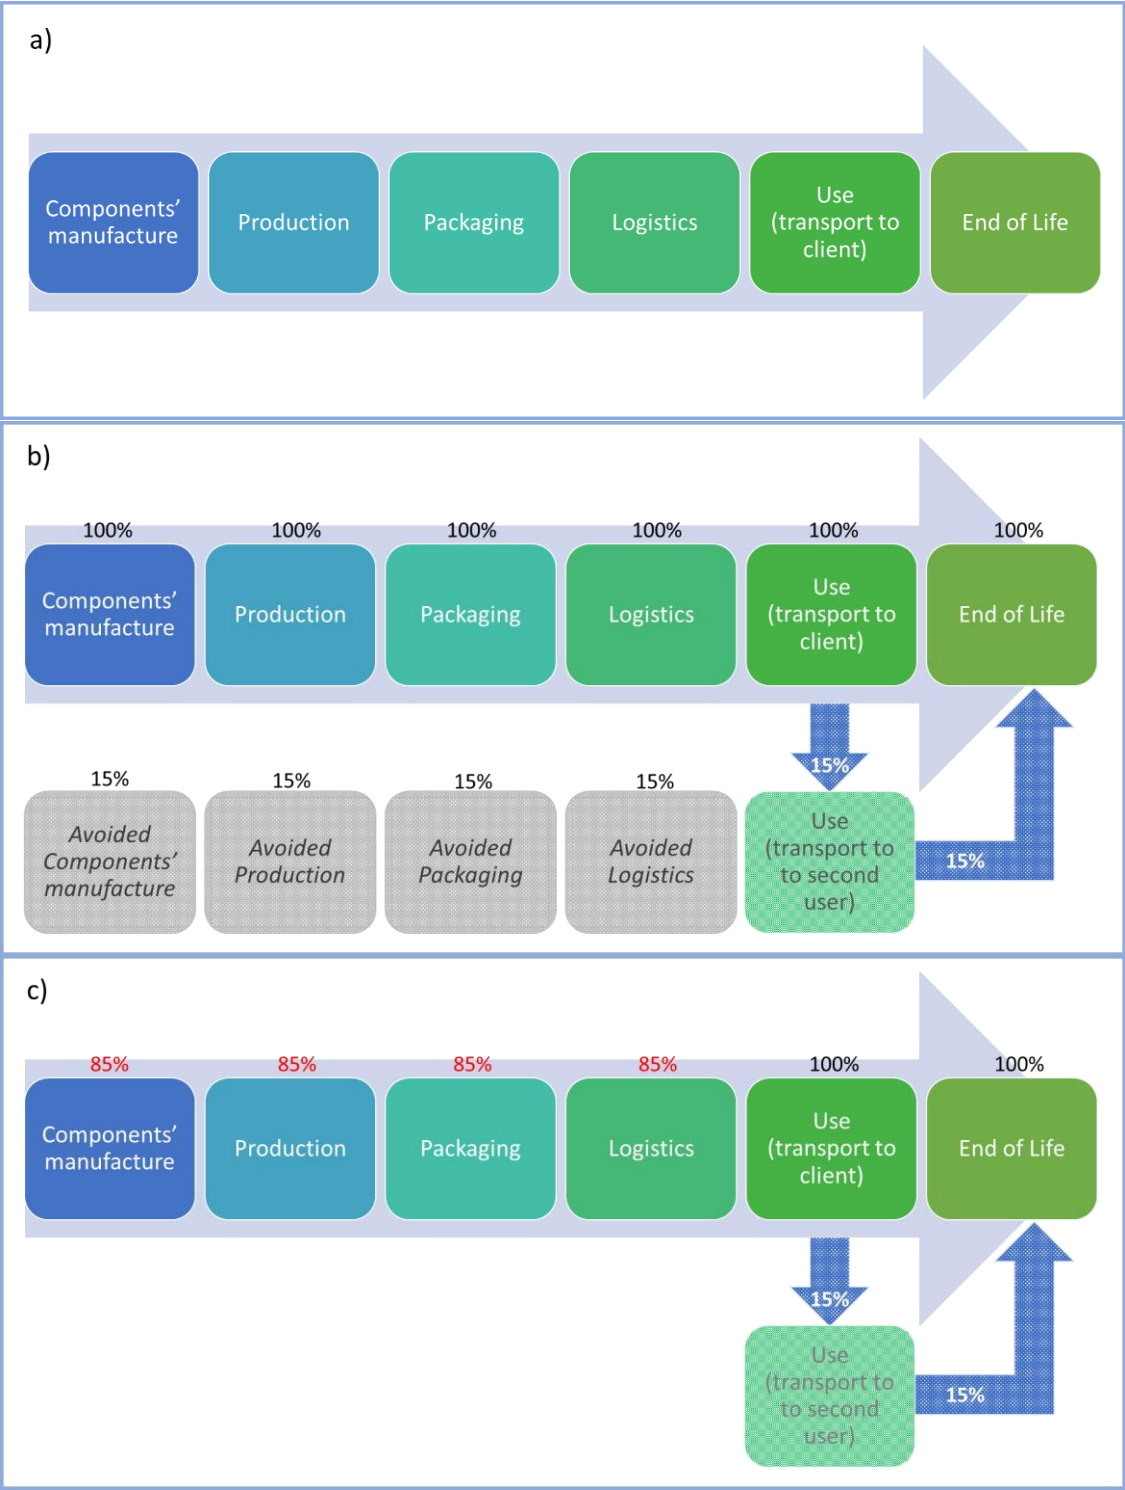 a)
Components’
manufacture
Production
Packaging
Logistics
Use
(transport to
client)
End of Life
b)
100%
100%
100%
100%
100%
100%
Components’
manufacture
Production
Packaging
Logistics
Use
(transport to
client)
End of Life
15%
15%
15%
15%
15%
Avoided
Components’
manufacture
Avoided
Production
Avoided
Packaging
Avoided
Logistics
Use
(transport to
to second
user)
15%
c)
85%
85%
85%
85%
100%
100%
Components’
manufacture
Production
Packaging
Logistics
Use
(transport to
client)
End of Life
15%
Use
(transport to
to second
user)
15%